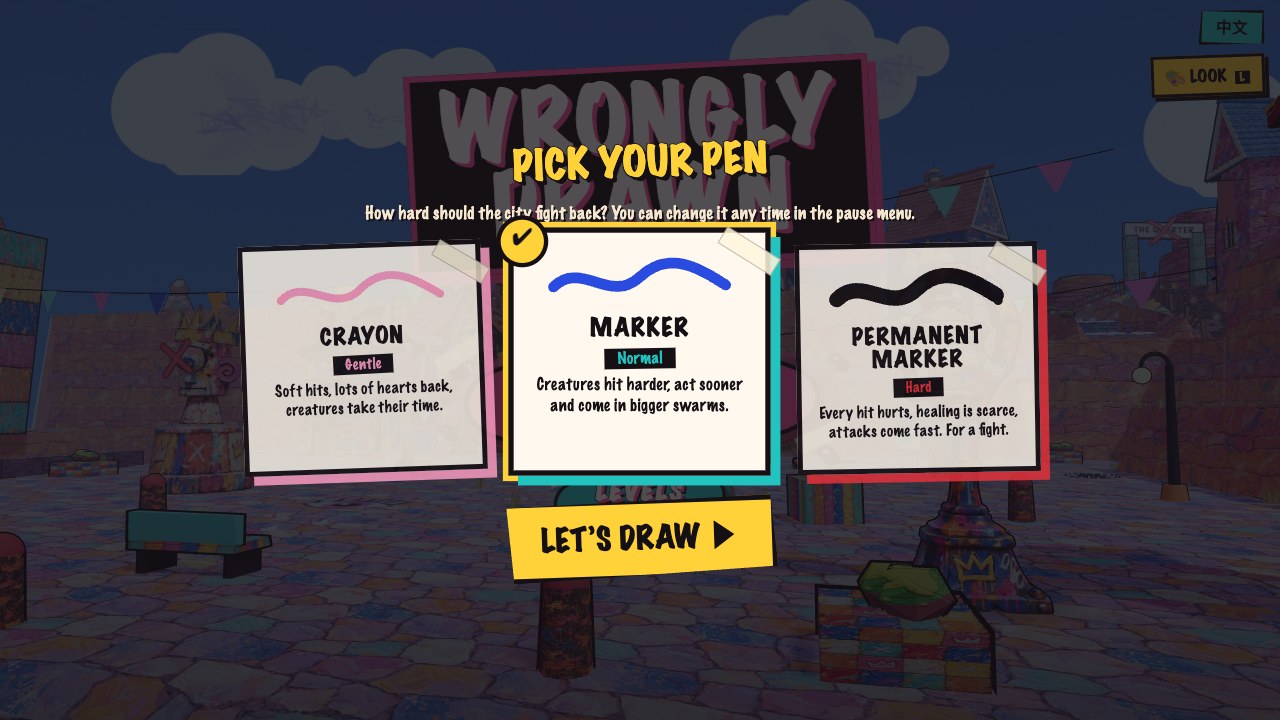 中文
LOOK L
WRONGLY
DRAWN
PICK YOUR PEN
How hard should the city fight back? You can change it any time in the pause menu.
THE QUARTER
CRAYON
Gentle
Soft hits, lots of hearts back,
creatures take their time.
MARKER
Normal
Creatures hit harder, act sooner
and come in bigger swarms.
PERMANENT
MARKER
Hard
Every hit hurts, healing is scarce,
attacks come fast. For a fight.
LEVELS
LET'S DRAW